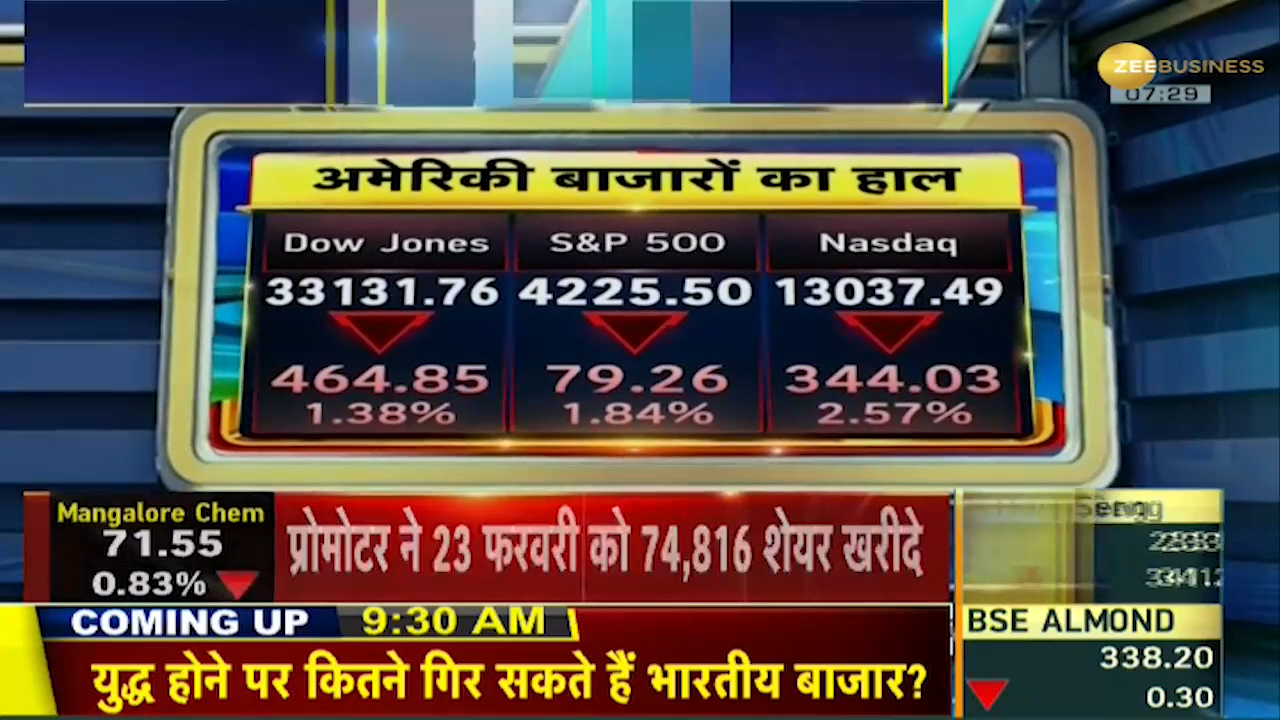 ZEEBUSINESS
07:29
अमेरिकी बाजारों का हाल
Dow Jones S&P 500 Nasdaq
33131.76 4225.50 13037.49
464.85 79.26 344.03
1.38% 1.84% 2.57%
Mangalore Chem
71.55
0.83%
प्रोमोटर ने 23 फरवरी को 74,816 शेयर खरीदे
COMING UP 9:30 AM
युद्ध होने पर कितने गिर सकते हैं भारतीय बाजार?
BSE ALMOND
338.20
0.30